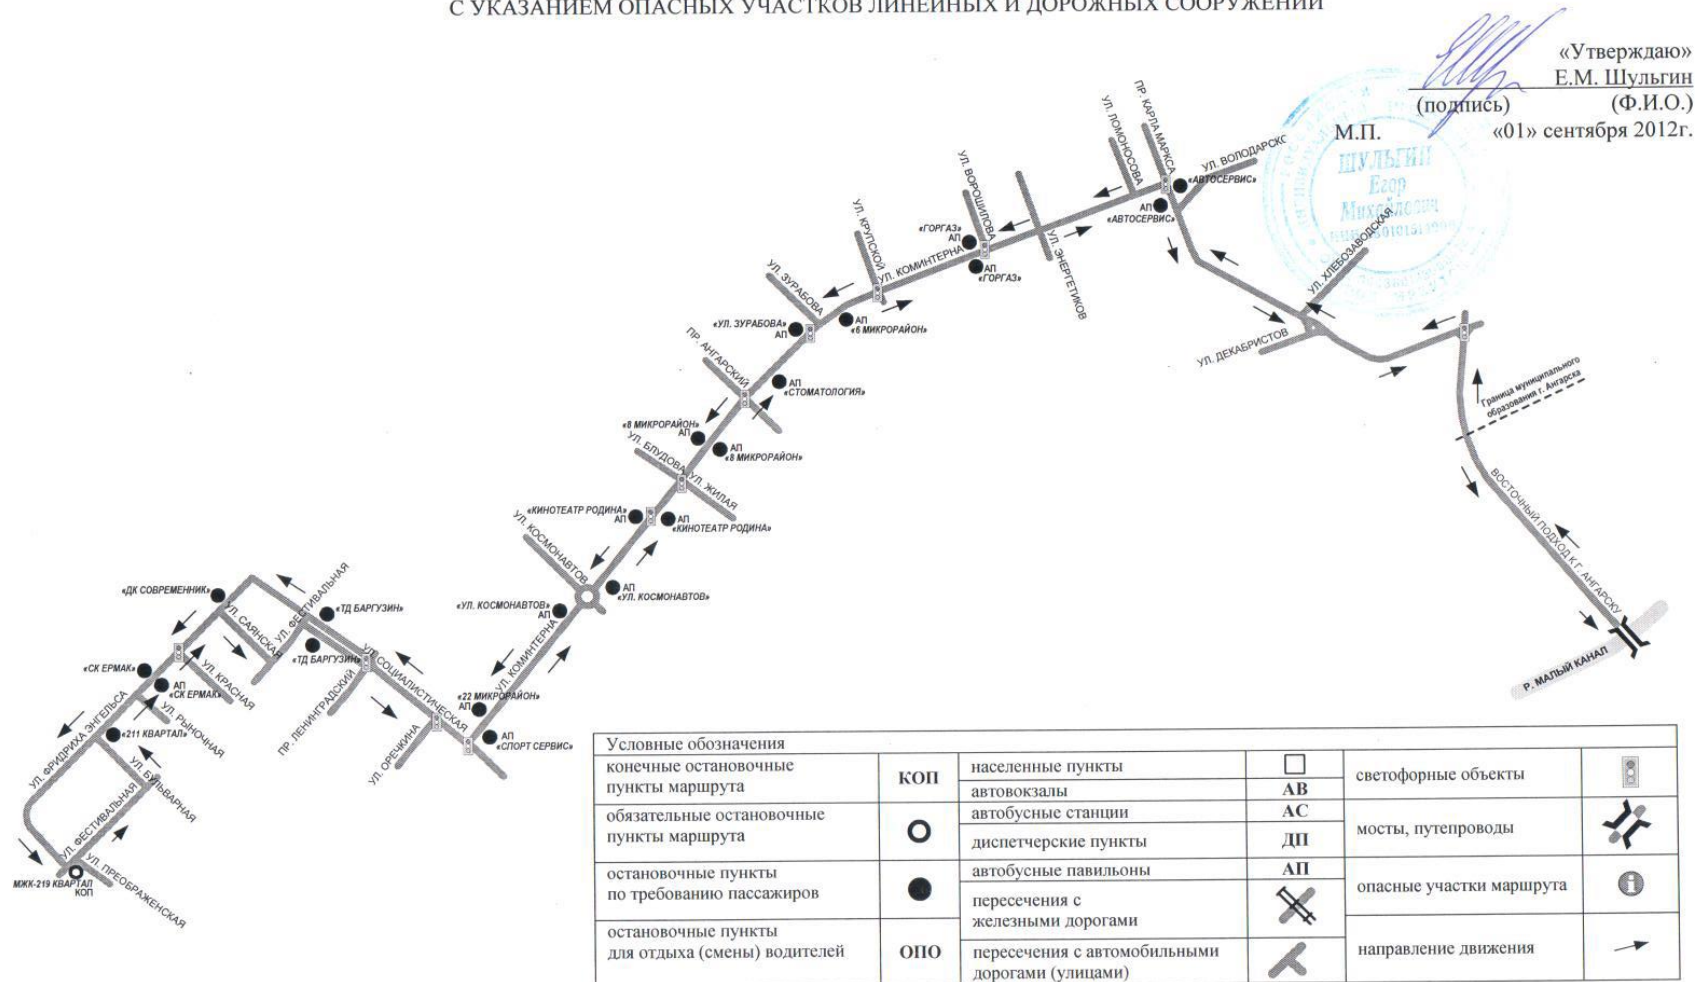 С УКАЗАНИЕМ ОПАСНЫХ УЧАСТКОВ ЛИНЕЙНЫХ И ДОРОЖНЫХ СООРУЖЕНИЙ
«Утверждаю»
Е.М. Шульгин
(подпись) (Ф.И.О.)
М.П. «01» сентября 2012г.
ШУЛЬГИН
Егор
Михайлович
ПР. КАРЛА МАРКСА
УЛ. ЛОМОНОСОВА
УЛ. ВОЛОДАРСКО
«АВТОСЕРВИС»
АП
«АВТОСЕРВИС»
УЛ. ВОРОШИЛОВА
УЛ. ЭНЕРГЕТИКОВ
УЛ. ХЛЕБОЗАВОДСКАЯ
УЛ. ДЕКАБРИСТОВ
УЛ. КРУПСКОЙ
«ГОРГАЗ»
АП
УЛ. КОМИНТЕРНА
АП
«ГОРГАЗ»
УЛ. ЗУРАБОВА
«УЛ. ЗУРАБОВА»
АП
АП
«6 МИКРОРАЙОН»
ПР. АНГАРСКИЙ
АП
«СТОМАТОЛОГИЯ»
Граница муниципального
образования г. Ангарска
«8 МИКРОРАЙОН»
АП
АП
«8 МИКРОРАЙОН»
УЛ. БЛУДОВА
УЛ. ЖИЛАЯ
«КИНОТЕАТР РОДИНА»
АП
АП
«КИНОТЕАТР РОДИНА»
ВОСТОЧНЫЙ ПОДХОД К Г. АНГАРСКУ
Р. МАЛЫЙ КАНАЛ
УЛ. КОСМОНАВТОВ
АП
«УЛ. КОСМОНАВТОВ»
«УЛ. КОСМОНАВТОВ»
АП
УЛ. КОМИНТЕРНА
«ДК СОВРЕМЕННИК»
УЛ. ФЕСТИВАЛЬНАЯ
«ТД БАРГУЗИН»
УЛ. САЯНСКАЯ
«ТД БАРГУЗИН»
УЛ. СОЦИАЛИСТИЧЕСКАЯ
«СК ЕРМАК»
АП
«СК ЕРМАК»
УЛ. КРАСНАЯ
ПР. ЛЕНИНГРАДСКИЙ
«22 МИКРОРАЙОН»
АП
АП
«СПОРТ СЕРВИС»
УЛ. ОРЕЧКИНА
УЛ. ФРИДРИХА ЭНГЕЛЬСА
УЛ. РЫНОЧНАЯ
«211 КВАРТАЛ»
УЛ. БУЛЬВАРНАЯ
УЛ. ФЕСТИВАЛЬНАЯ
УЛ. ПРЕОБРАЖЕНСКАЯ
МЖК-219 КВАРТАЛ
КОП
Условные обозначения
конечные остановочные
пункты маршрута
КОП
населенные пункты
автовокзалы АВ
светофорные объекты
обязательные остановочные
пункты маршрута
автобусные станции АС
диспетчерские пункты ДП
мосты, путепроводы
остановочные пункты
по требованию пассажиров
автобусные павильоны АП
пересечения с
железными дорогами
опасные участки маршрута
остановочные пункты
для отдыха (смены) водителей
ОПО
пересечения с автомобильными
дорогами (улицами)
направление движения